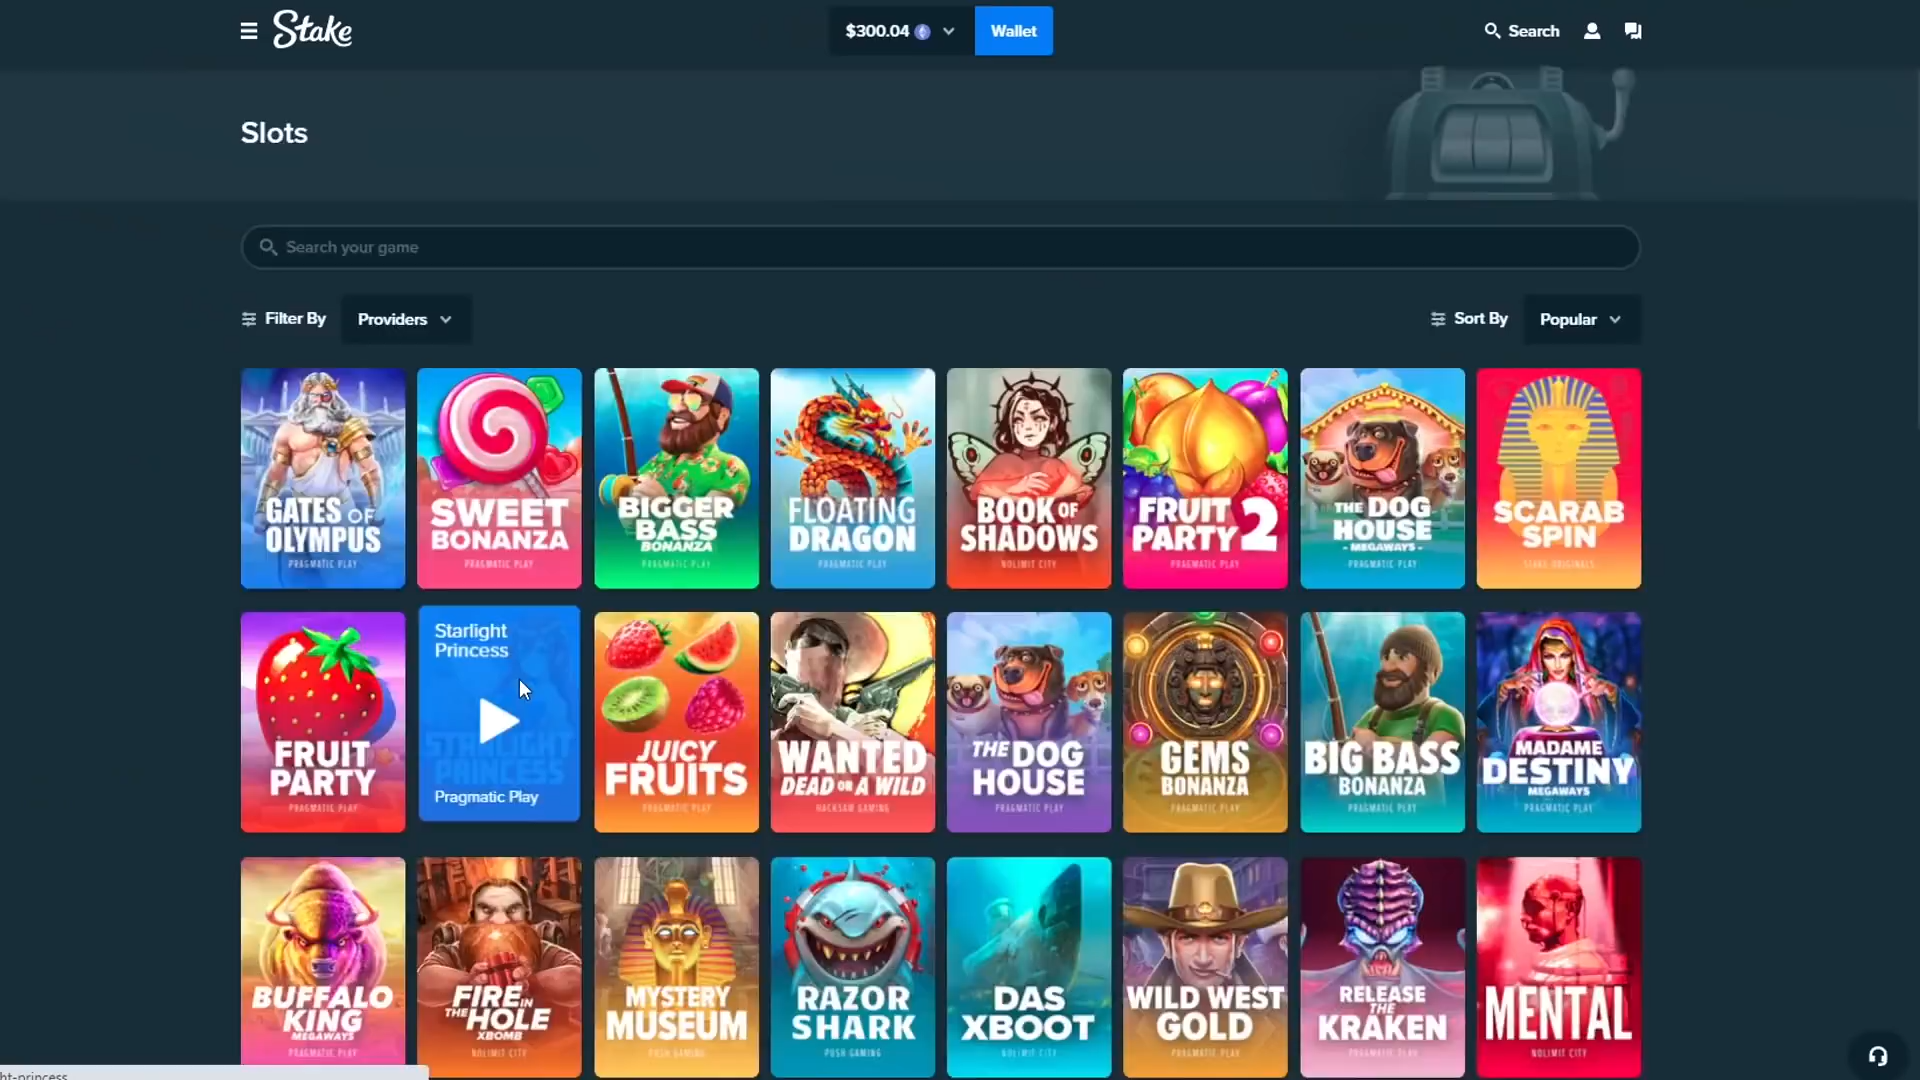 Stake
$300.04
Wallet
Search
Slots
Search your game
Filter By
Providers
Sort By
Popular
GATES OF
OLYMPUS
PRAGMATIC PLAY
SWEET
BONANZA
PRAGMATIC PLAY
BIGGER
BASS
BONANZA
PRAGMATIC PLAY
FLOATING
DRAGON
PRAGMATIC PLAY
BOOK OF
SHADOWS
NOLIMIT CITY
FRUIT
PARTY 2
PRAGMATIC PLAY
THE DOG
HOUSE
- MEGAWAYS -
PRAGMATIC PLAY
SCARAB
SPIN
STAKE ORIGINALS
FRUIT
PARTY
PRAGMATIC PLAY
Starlight
Princess
STARLIGHT
PRINCESS
Pragmatic Play
JUICY
FRUITS
PRAGMATIC PLAY
WANTED
DEAD OR A WILD
HACKSAW GAMING
THE DOG
HOUSE
PRAGMATIC PLAY
GEMS
BONANZA
PRAGMATIC PLAY
BIG BASS
BONANZA
PRAGMATIC PLAY
MADAME
DESTINY
MEGAWAYS
PRAGMATIC PLAY
BUFFALO
KING
MEGAWAYS
PRAGMATIC PLAY
FIRE IN
THE HOLE
XBOMB
NOLIMIT CITY
MYSTERY
MUSEUM
PUSH GAMING
RAZOR
SHARK
PUSH GAMING
DAS
XBOOT
NOLIMIT CITY
WILD WEST
GOLD
PRAGMATIC PLAY
RELEASE
THE
KRAKEN
PRAGMATIC PLAY
MENTAL
NOLIMIT CITY
ht-princess